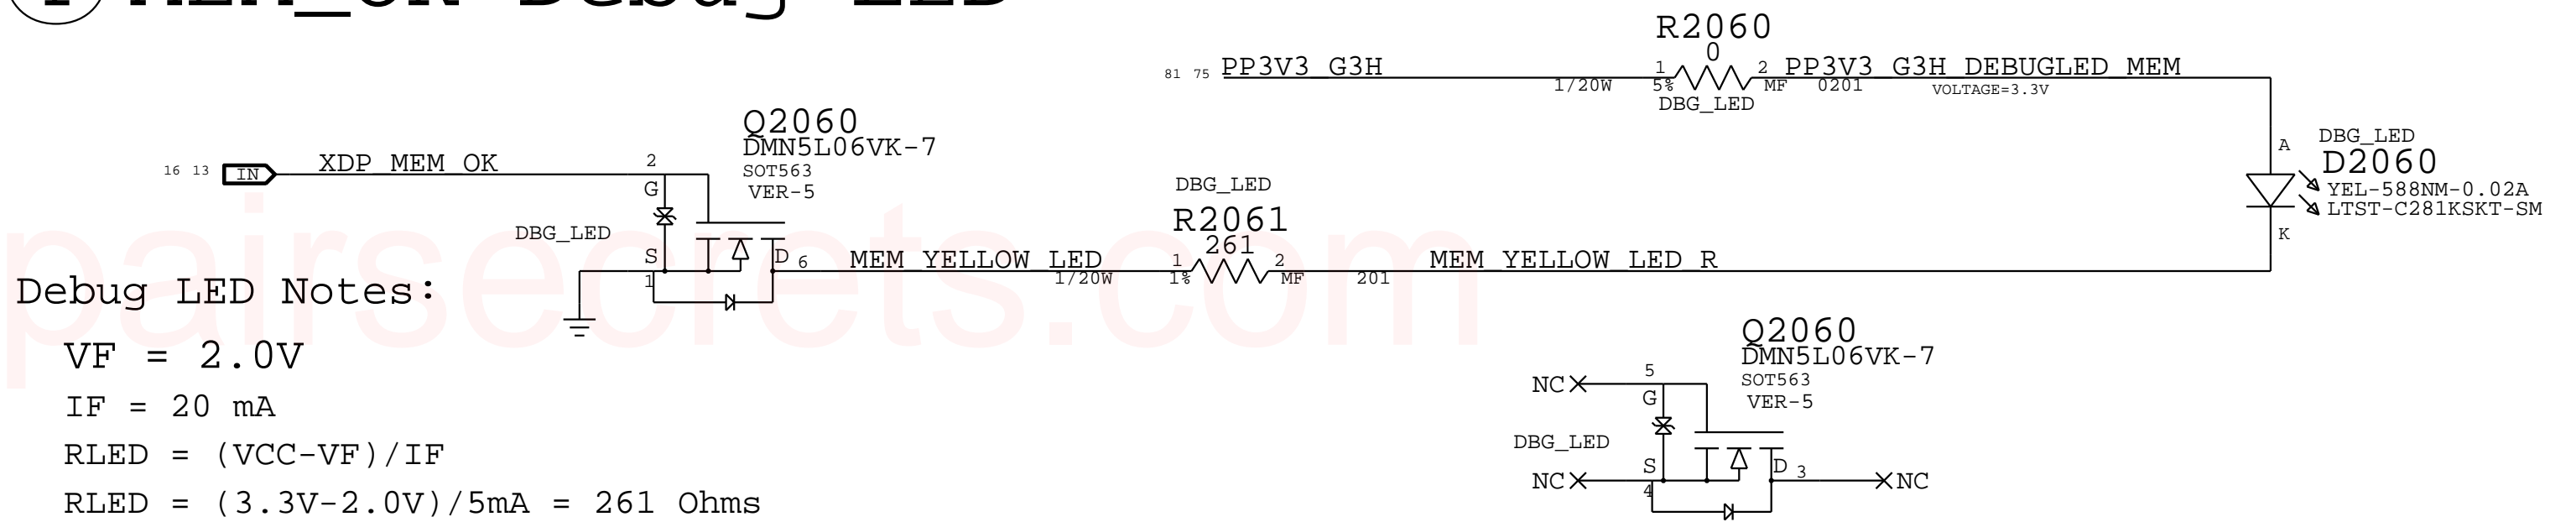 MEM_OK Debug LED
R2060
0
81 75 PP3V3_G3H
1/20W
1
5%
2
MF
PP3V3_G3H_DEBUGLED_MEM
0201
VOLTAGE=3.3V
DBG_LED
Q2060
DMN5L06VK-7
SOT563
VER-5
16 13 IN XDP_MEM_OK
2
G
DBG_LED
S
1
D 6
MEM_YELLOW_LED
1/20W
DBG_LED
R2061
261
1
1%
2
MF
201
MEM_YELLOW_LED_R
A
DBG_LED
D2060
YEL-588NM-0.02A
LTST-C281KSKT-SM
K
pairsecrets.com
Debug LED Notes:
VF = 2.0V
IF = 20 mA
RLED = (VCC-VF)/IF
RLED = (3.3V-2.0V)/5mA = 261 Ohms
Q2060
DMN5L06VK-7
SOT563
VER-5
NC
5
G
DBG_LED
NC
S
4
D 3
NC